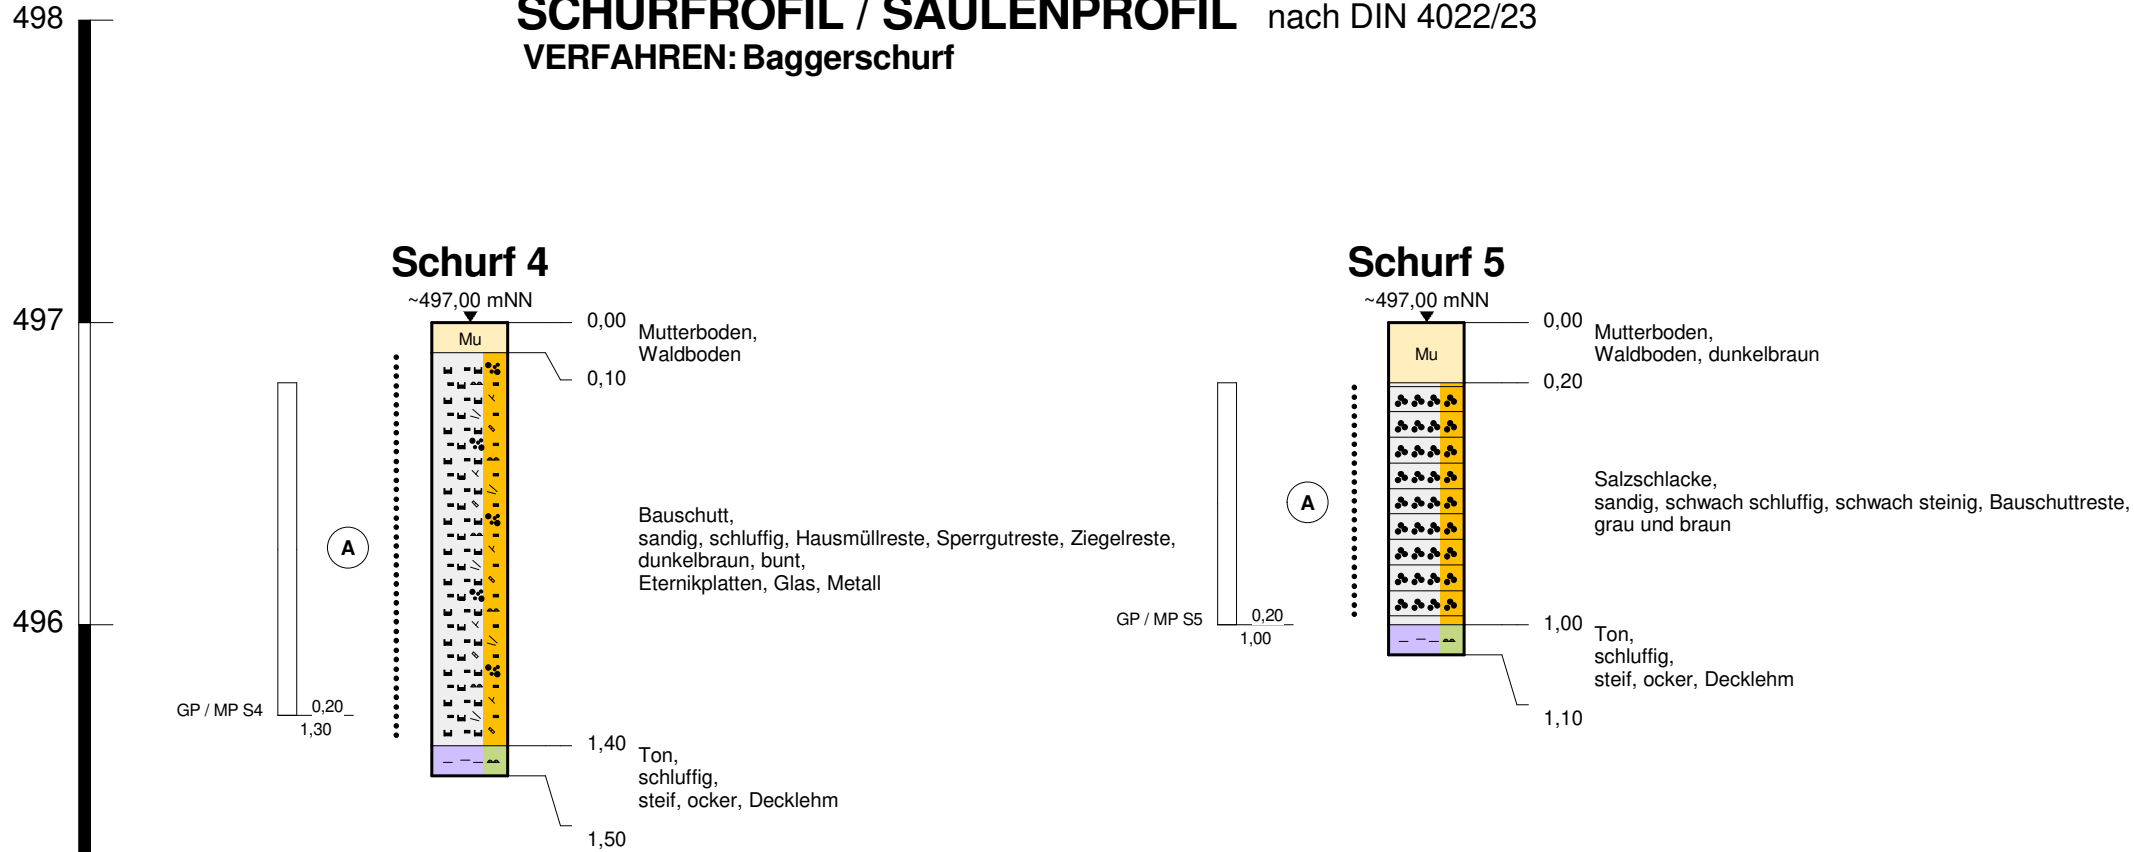 SCHURFROFIL / SÄULENPROFIL nach DIN 4022/23
VERFAHREN: Baggerschurf
498
497
496
Schurf 4
~497,00 mNN
Mu
0,00
Mutterboden,
Waldboden
0,10
A
Bauschutt,
sandig, schluffig, Hausmüllreste, Sperrgutreste, Ziegelreste,
dunkelbraun, bunt,
Eternikplatten, Glas, Metall
GP / MP S4
0,20
1,30
1,40
Ton,
schluffig,
steif, ocker, Decklehm
1,50
Schurf 5
~497,00 mNN
Mu
0,00
Mutterboden,
Waldboden, dunkelbraun
0,20
A
Salzschlacke,
sandig, schwach schluffig, schwach steinig, Bauschuttreste,
grau und braun
GP / MP S5
0,20
1,00
1,00
Ton,
schluffig,
steif, ocker, Decklehm
1,10